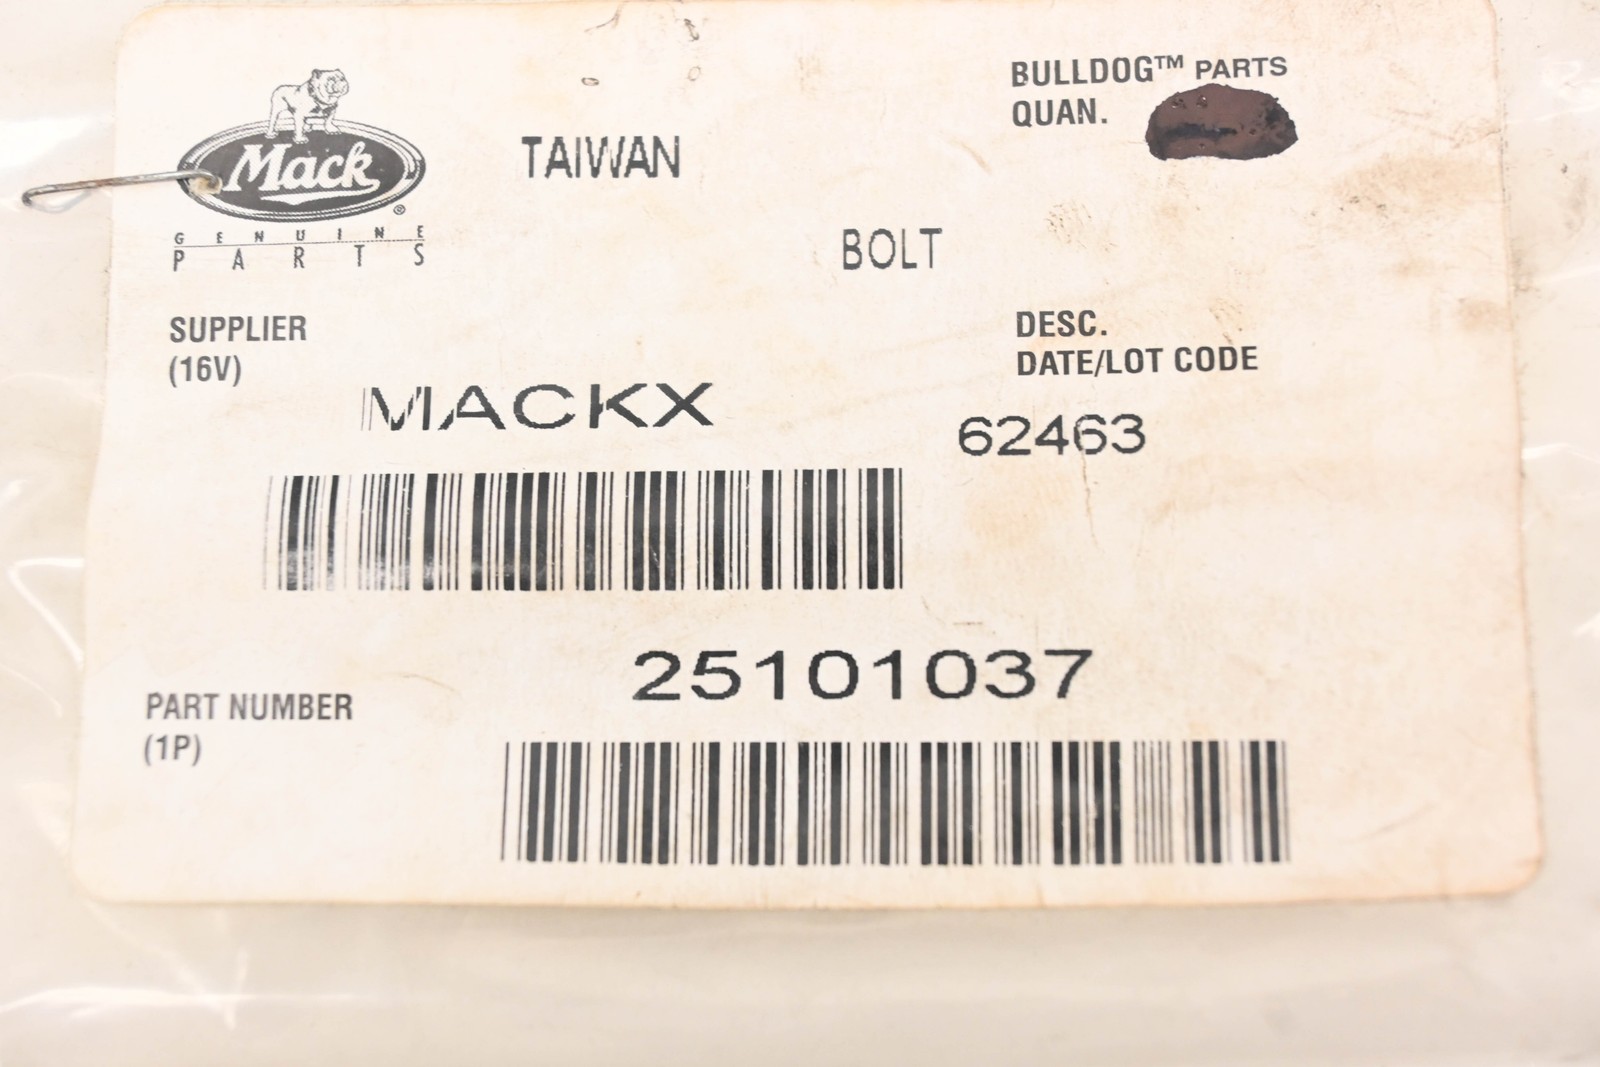 Mack®
GENUINE
PARTS
TAIWAN
BULLDOG™ PARTS
QUAN.
BOLT
SUPPLIER
(16V)
DESC.
DATE/LOT CODE
MACKX
62463
25101037
PART NUMBER
(1P)